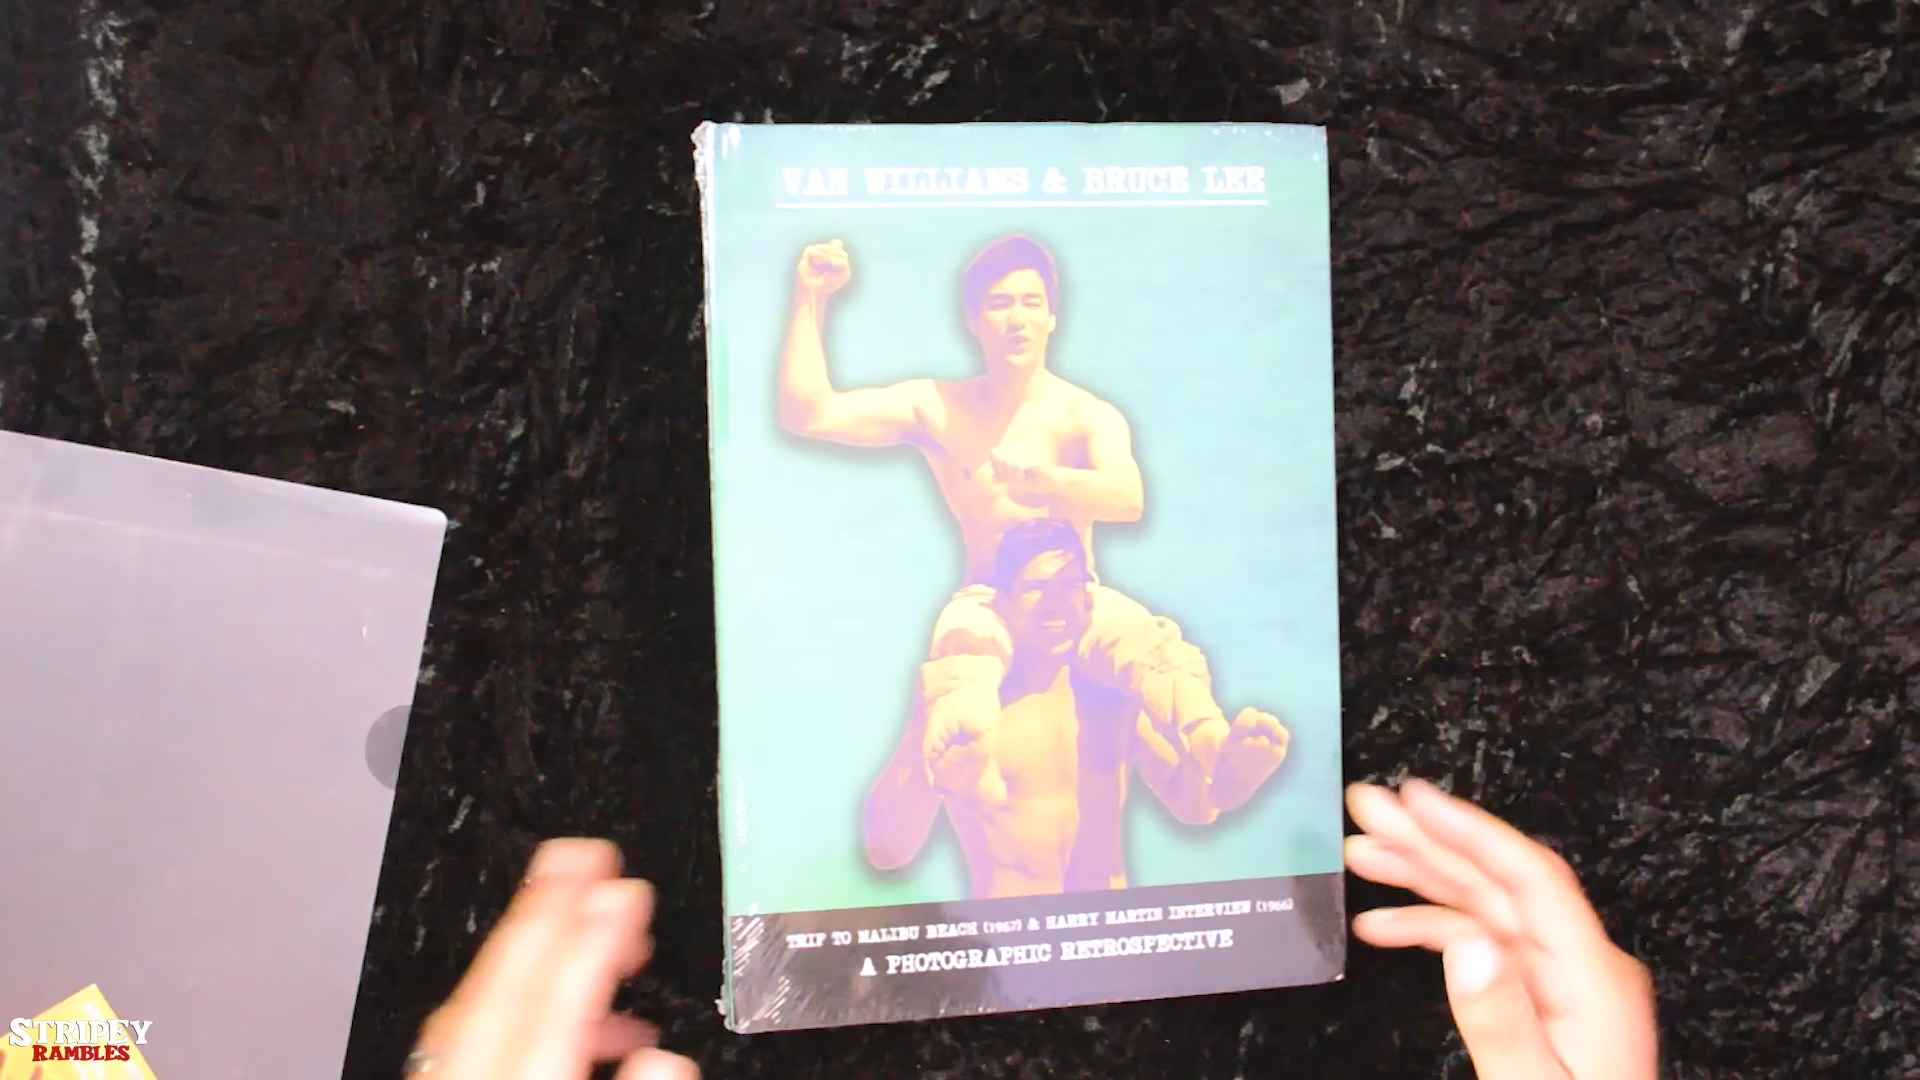 VAN WILLIAMS & BRUCE LEE
TRIP TO MALIBU BEACH (1967) & HARRY MARTIN INTERVIEW (1966)
A PHOTOGRAPHIC RETROSPECTIVE
STRIPEY
RAMBLES